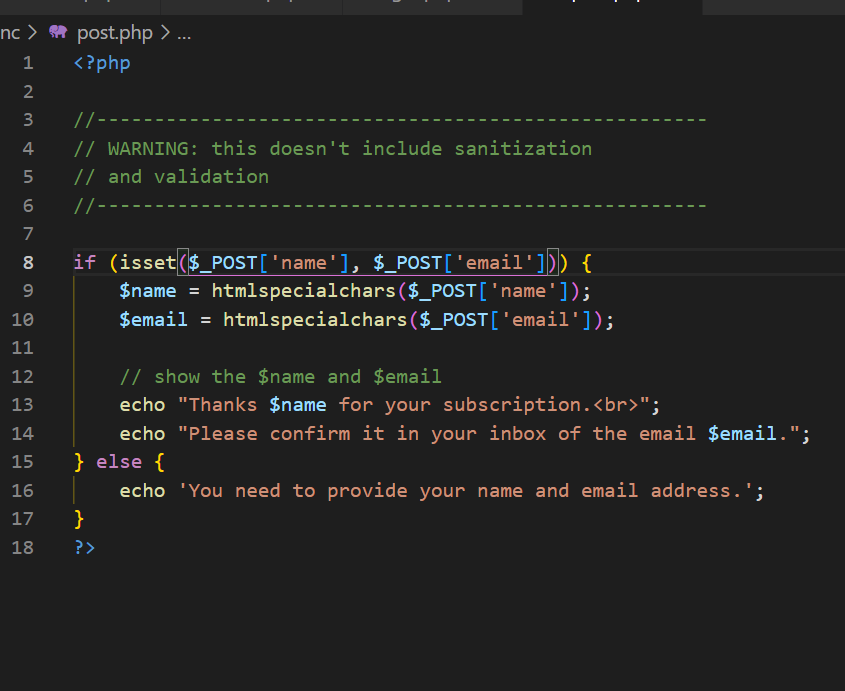 nc > post.php > ...
1 <?php
2
3 //-----------------------------------------------------
4 // WARNING: this doesn't include sanitization
5 // and validation
6 //-----------------------------------------------------
7
8 if (isset($_POST['name'], $_POST['email'])) {
9     $name = htmlspecialchars($_POST['name']);
10     $email = htmlspecialchars($_POST['email']);
11
12     // show the $name and $email
13     echo "Thanks $name for your subscription.<br>";
14     echo "Please confirm it in your inbox of the email $email.";
15 } else {
16     echo 'You need to provide your name and email address.';
17 }
18 ?>